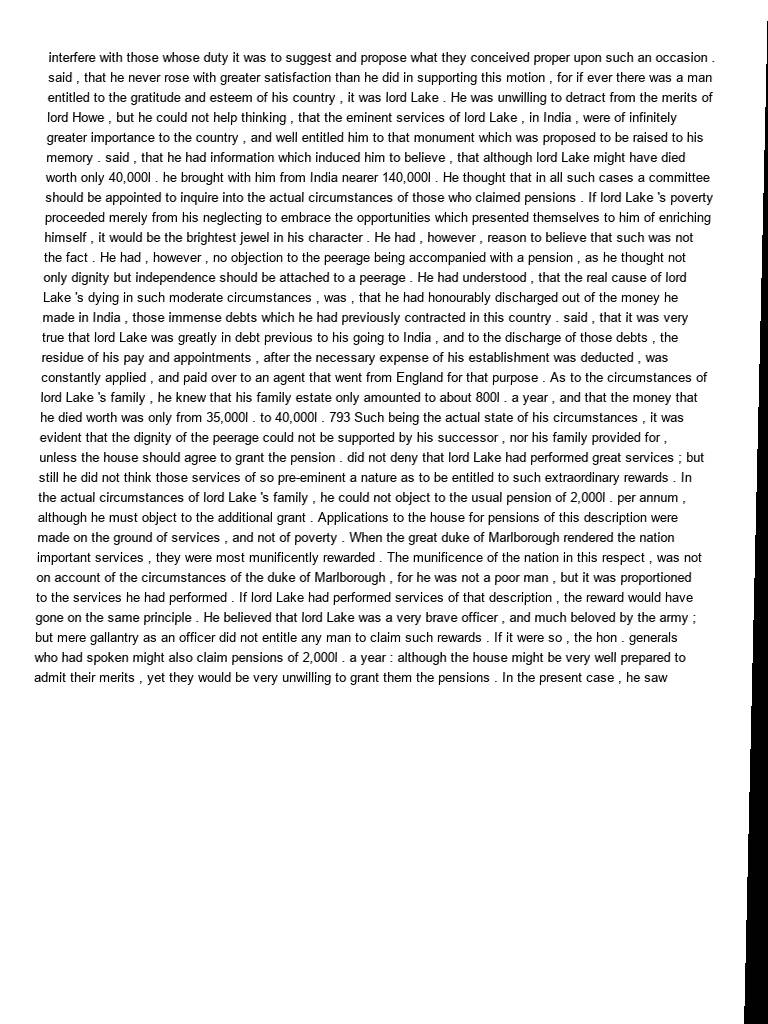 interfere with those whose duty it was to suggest and propose what they conceived proper upon such an occasion .
said , that he never rose with greater satisfaction than he did in supporting this motion , for if ever there was a man
entitled to the gratitude and esteem of his country , it was lord Lake . He was unwilling to detract from the merits of
lord Howe , but he could not help thinking , that the eminent services of lord Lake , in India , were of infinitely
greater importance to the country , and well entitled him to that monument which was proposed to be raised to his
memory . said , that he had information which induced him to believe , that although lord Lake might have died
worth only 40,000l . he brought with him from India nearer 140,000l . He thought that in all such cases a committee
should be appointed to inquire into the actual circumstances of those who claimed pensions . If lord Lake 's poverty
proceeded merely from his neglecting to embrace the opportunities which presented themselves to him of enriching
himself , it would be the brightest jewel in his character . He had , however , reason to believe that such was not
the fact . He had , however , no objection to the peerage being accompanied with a pension , as he thought not
only dignity but independence should be attached to a peerage . He had understood , that the real cause of lord
Lake 's dying in such moderate circumstances , was , that he had honourably discharged out of the money he
made in India , those immense debts which he had previously contracted in this country . said , that it was very
true that lord Lake was greatly in debt previous to his going to India , and to the discharge of those debts , the
residue of his pay and appointments , after the necessary expense of his establishment was deducted , was
constantly applied , and paid over to an agent that went from England for that purpose . As to the circumstances of
lord Lake 's family , he knew that his family estate only amounted to about 800l . a year , and that the money that
he died worth was only from 35,000l . to 40,000l . 793 Such being the actual state of his circumstances , it was
evident that the dignity of the peerage could not be supported by his successor , nor his family provided for ,
unless the house should agree to grant the pension . did not deny that lord Lake had performed great services ; but
still he did not think those services of so pre-eminent a nature as to be entitled to such extraordinary rewards . In
the actual circumstances of lord Lake 's family , he could not object to the usual pension of 2,000l . per annum ,
although he must object to the additional grant . Applications to the house for pensions of this description were
made on the ground of services , and not of poverty . When the great duke of Marlborough rendered the nation
important services , they were most munificently rewarded . The munificence of the nation in this respect , was not
on account of the circumstances of the duke of Marlborough , for he was not a poor man , but it was proportioned
to the services he had performed . If lord Lake had performed services of that description , the reward would have
gone on the same principle . He believed that lord Lake was a very brave officer , and much beloved by the army ;
but mere gallantry as an officer did not entitle any man to claim such rewards . If it were so , the hon . generals
who had spoken might also claim pensions of 2,000l . a year : although the house might be very well prepared to
admit their merits , yet they would be very unwilling to grant them the pensions . In the present case , he saw